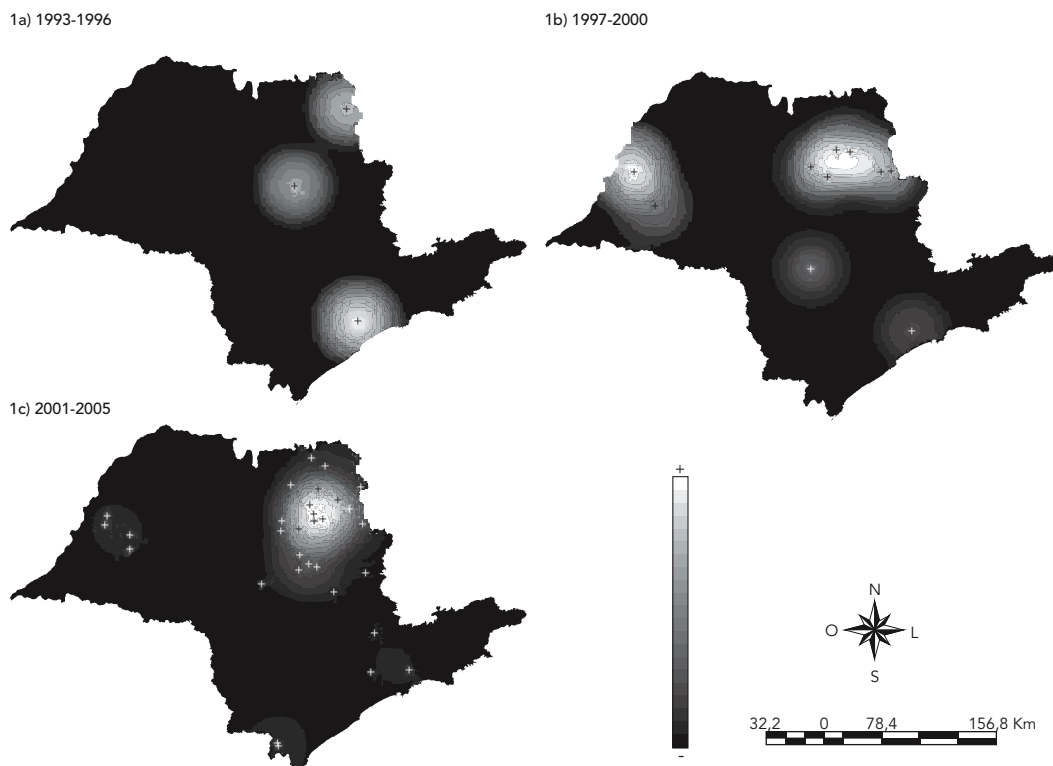 1a) 1993-1996
1b) 1997-2000
1c) 2001-2005
+
-
N
O L
S
32,2 0 78,4 156,8 Km